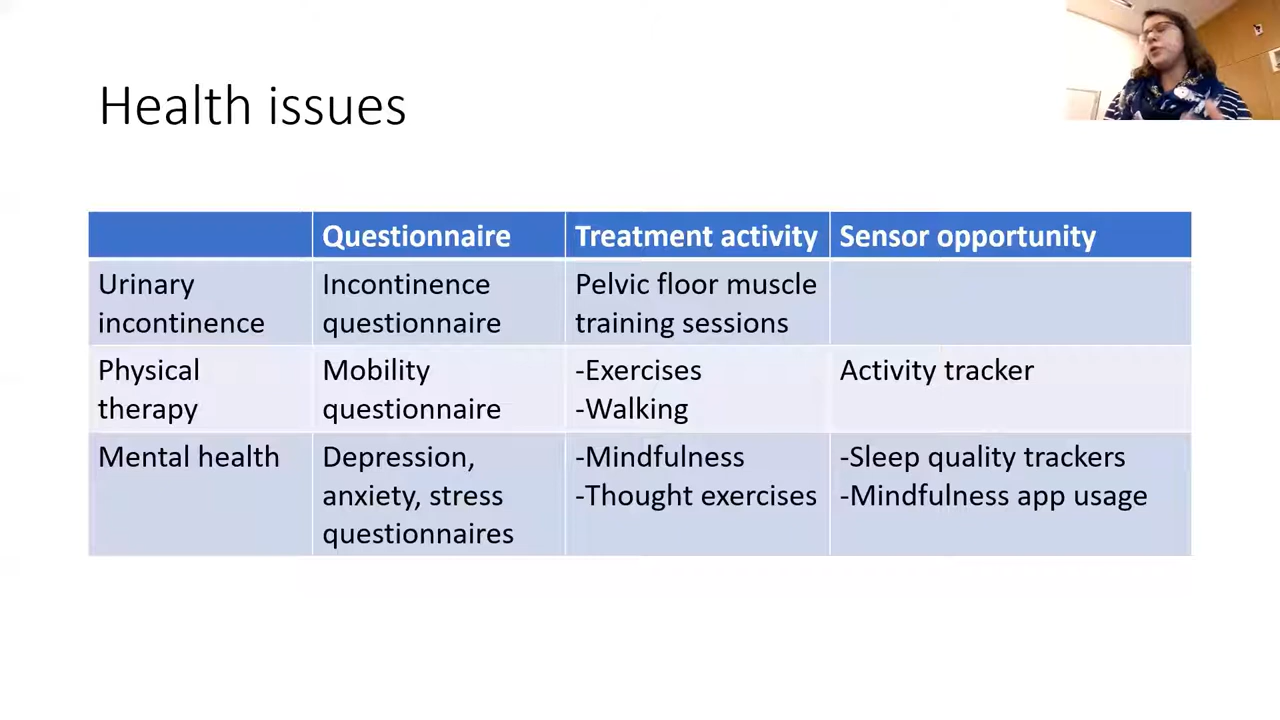 Health issues
Questionnaire Treatment activity Sensor opportunity
Urinary incontinence
Incontinence questionnaire
Pelvic floor muscle training sessions
Physical therapy
Mobility questionnaire
-Exercises
-Walking
Activity tracker
Mental health
Depression, anxiety, stress questionnaires
-Mindfulness
-Thought exercises
-Sleep quality trackers
-Mindfulness app usage